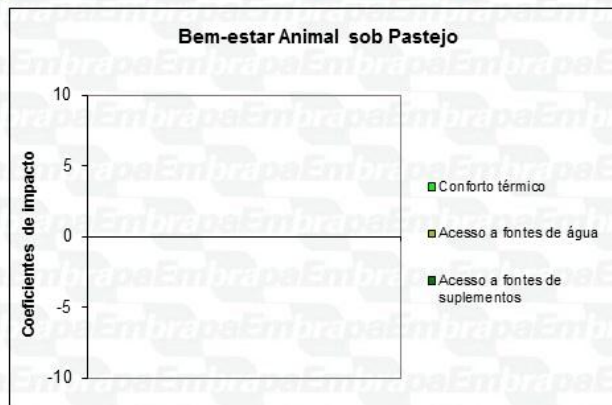 Bem-estar Animal sob Pastejo
Coeficientes de impacto
10
5
0
-5
-10
Conforto térmico
Acesso a fontes de água
Acesso a fontes de
suplementos
Embrapa